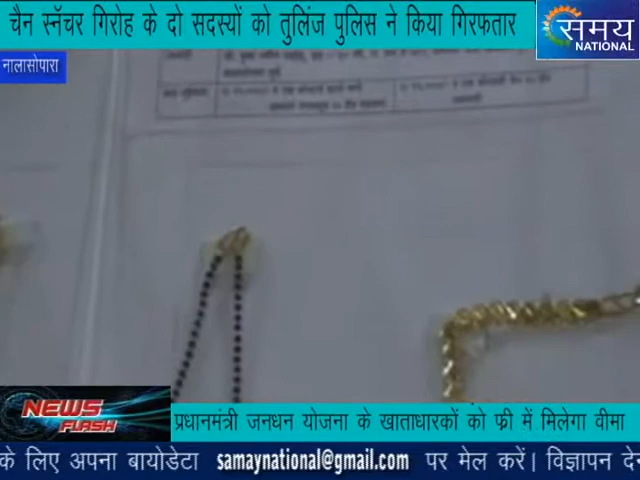 चैन स्नॅचर गिरोह के दो सदस्यों को तुलिंज पुलिस ने किया गिरफतार
समय
NATIONAL
नालासोपारा
NEWS
FLASH
प्रधानमंत्री जनधन योजना के खाताधारकों को फ्री में मिलेगा वीमा
के लिए अपना बायोडेटा samaynational@gmail.com पर मेल करें। विज्ञापन देन